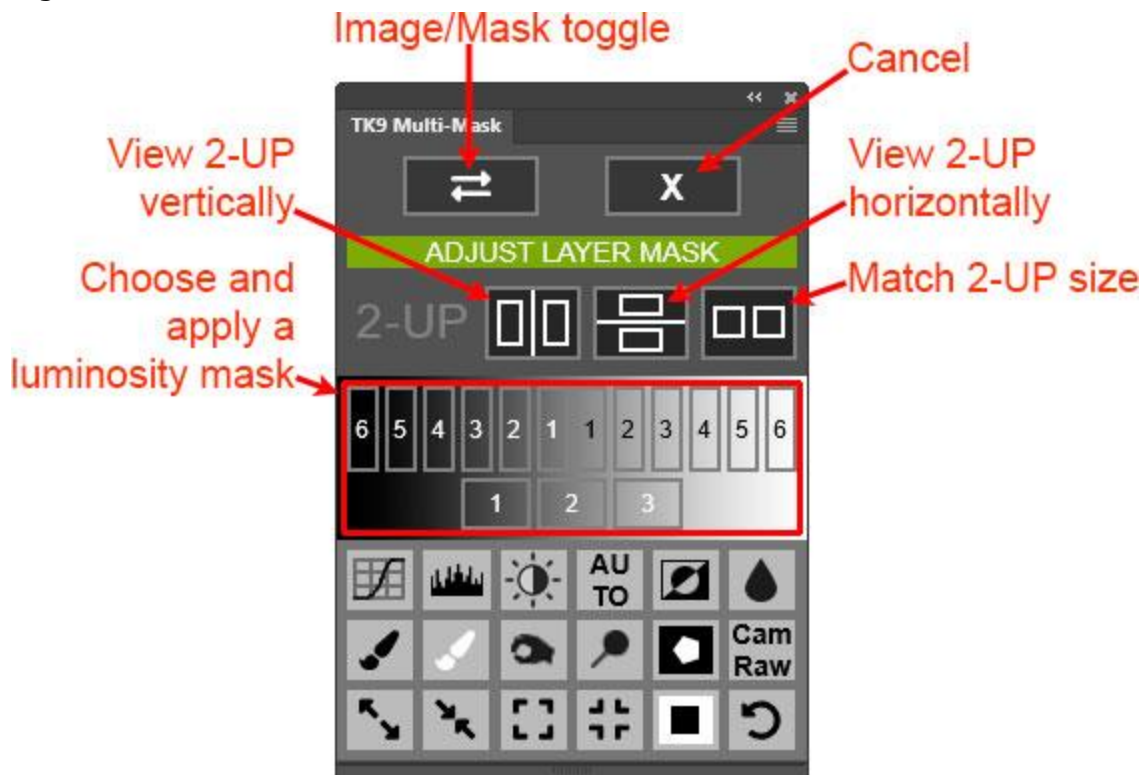 Image/Mask toggle
Cancel
TK9 Multi-Mask
View 2-UP
vertically
View 2-UP
horizontally
X
ADJUST LAYER MASK
Choose and
apply a
luminosity mask
Match 2-UP size
2-UP
6 5 4 3 2 1 1 2 3 4 5 6
1 2 3
AU
TO
Cam
Raw